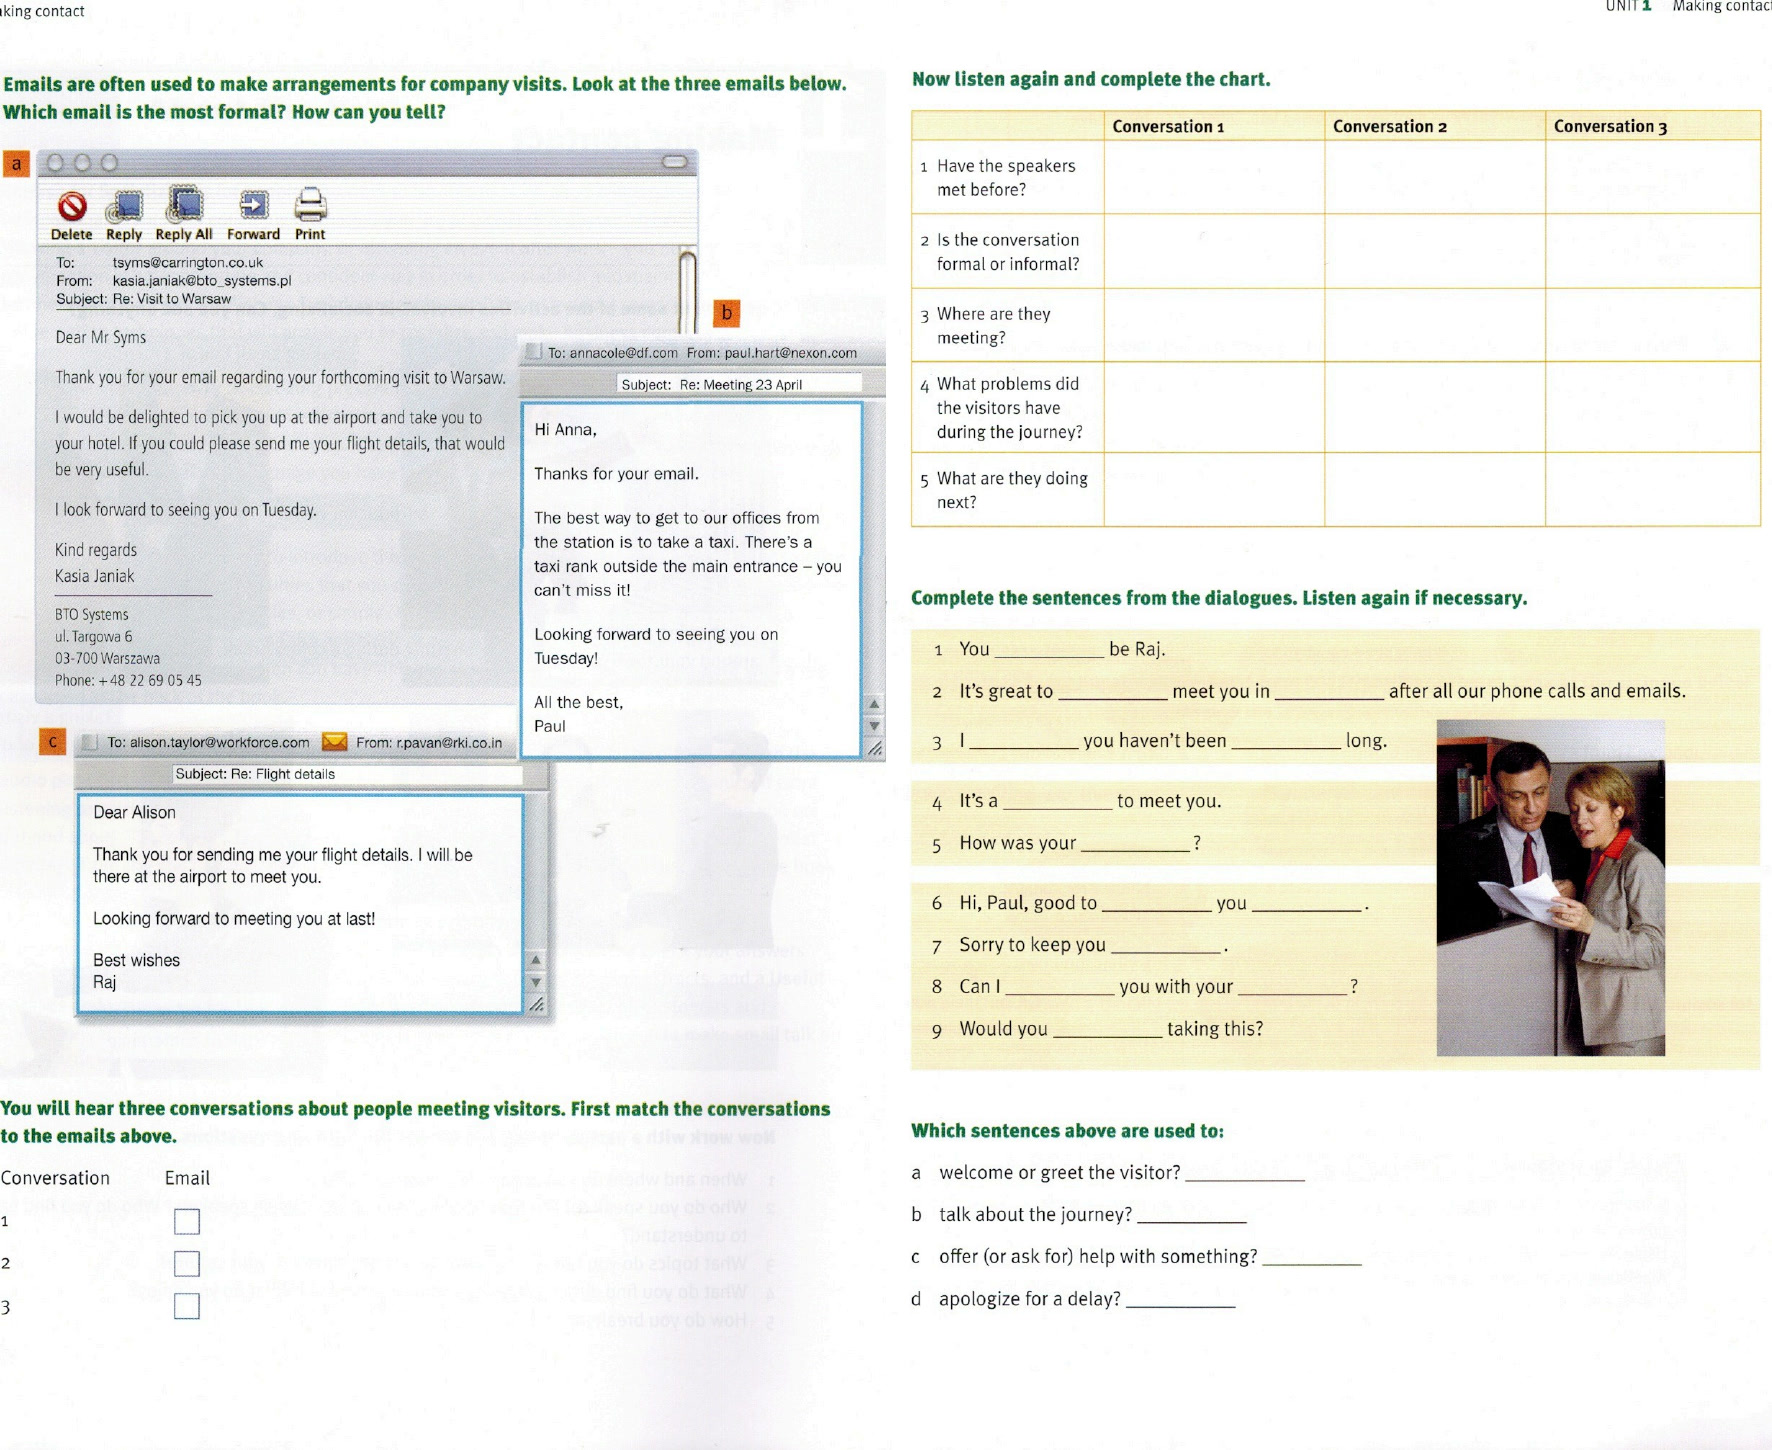 king contact
Emails are often used to make arrangements for company visits. Look at the three emails below.
Which email is the most formal? How can you tell?
a
Delete Reply Reply All Forward Print
To: tsyms@carrington.co.uk
From: kasia.janiak@bto_systems.pl
Subject: Re: Visit to Warsaw
Dear Mr Syms
Thank you for your email regarding your forthcoming visit to Warsaw.
I would be delighted to pick you up at the airport and take you to
your hotel. If you could please send me your flight details, that would
be very useful.
I look forward to seeing you on Tuesday.
Kind regards
Kasia Janiak
BTO Systems
ul. Targowa 6
03-700 Warszawa
Phone: +48 22 69 05 45
b
To: annacole@df.com From: paul.hart@nexon.com
Subject: Re: Meeting 23 April
Hi Anna,
Thanks for your email.
The best way to get to our offices from
the station is to take a taxi. There's a
taxi rank outside the main entrance – you
can't miss it!
Looking forward to seeing you on
Tuesday!
All the best,
Paul
c
To: alison.taylor@workforce.com From: r.pavan@rki.co.in
Subject: Re: Flight details
Dear Alison
Thank you for sending me your flight details. I will be
there at the airport to meet you.
Looking forward to meeting you at last!
Best wishes
Raj
You will hear three conversations about people meeting visitors. First match the conversations
to the emails above.
Conversation Email
1
2
3
UNIT 1 Making contac
Now listen again and complete the chart.
Conversation 1 Conversation 2 Conversation 3
1 Have the speakers
met before?
2 Is the conversation
formal or informal?
3 Where are they
meeting?
4 What problems did
the visitors have
during the journey?
5 What are they doing
next?
Complete the sentences from the dialogues. Listen again if necessary.
1 You ___________ be Raj.
2 It's great to ___________ meet you in ___________ after all our phone calls and emails.
3 I ___________ you haven't been ___________ long.
4 It's a ___________ to meet you.
5 How was your ___________ ?
6 Hi, Paul, good to ___________ you ___________ .
7 Sorry to keep you ___________ .
8 Can I ___________ you with your ___________ ?
9 Would you ___________ taking this?
Which sentences above are used to:
a welcome or greet the visitor? ____________
b talk about the journey? ___________
c offer (or ask for) help with something? __________
d apologize for a delay? ___________